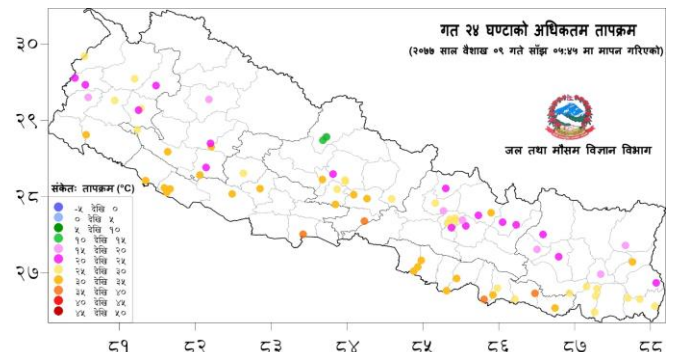 गत २४ घण्टाको अधिकतम तापक्रम
(२०७७ साल वैशाख ०९ गते साँझ ०५:४५ मा मापन गरिएको)
जल तथा मौसम विज्ञान विभाग
३०
२९
२८
२७
संकेतः तापक्रम (°C)
-५ देखि ०
० देखि ५
५ देखि १०
१० देखि १५
१५ देखि २०
२० देखि २५
२५ देखि ३०
३० देखि ३५
३५ देखि ४०
४० देखि ४५
४५ देखि ५०
८१ ८२ ८३ ८४ ८५ ८६ ८७ ८८